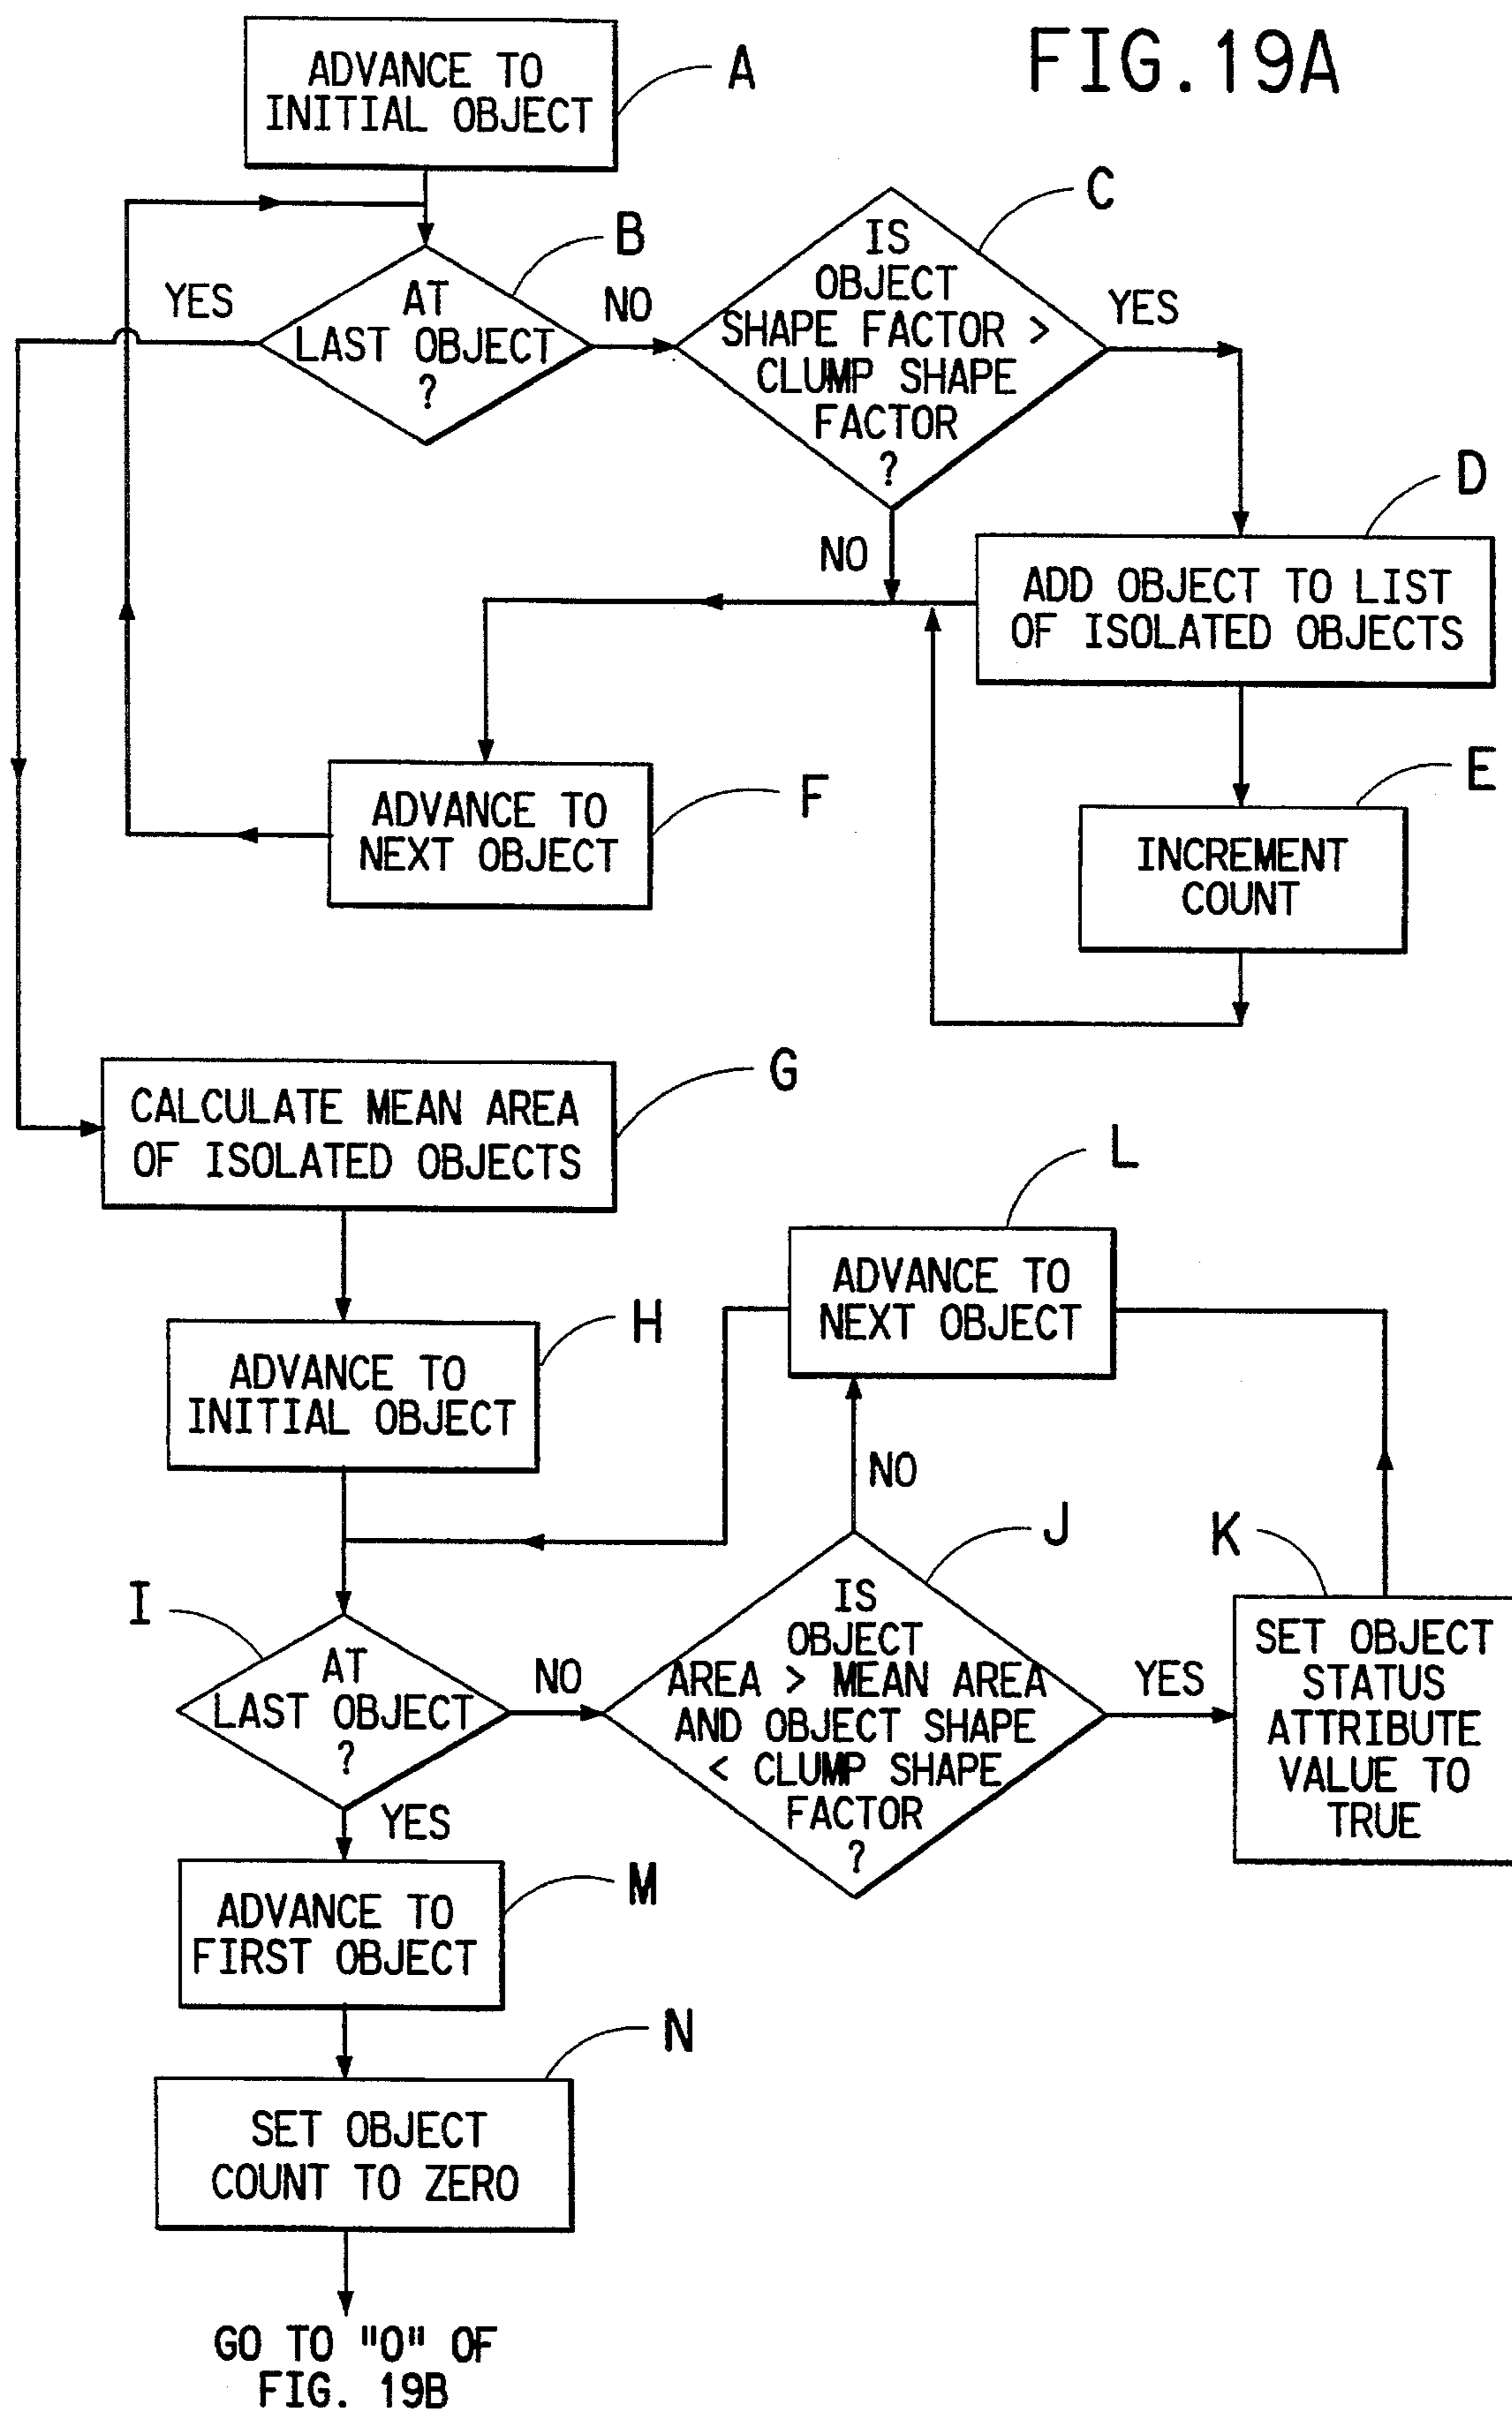 FIG.19A
ADVANCE TO
INITIAL OBJECT
A
B
YES
AT
LAST OBJECT
?
NO
C
IS
OBJECT
SHAPE FACTOR >
CLUMP SHAPE
FACTOR
?
YES
NO
D
ADD OBJECT TO LIST
OF ISOLATED OBJECTS
E
INCREMENT
COUNT
F
ADVANCE TO
NEXT OBJECT
G
CALCULATE MEAN AREA
OF ISOLATED OBJECTS
H
ADVANCE TO
INITIAL OBJECT
L
ADVANCE TO
NEXT OBJECT
NO
I
AT
LAST OBJECT
?
NO
YES
J
IS
OBJECT
AREA > MEAN AREA
AND OBJECT SHAPE
< CLUMP SHAPE
FACTOR
?
YES
K
SET OBJECT
STATUS
ATTRIBUTE
VALUE TO
TRUE
M
ADVANCE TO
FIRST OBJECT
N
SET OBJECT
COUNT TO ZERO
GO TO "O" OF
FIG. 19B